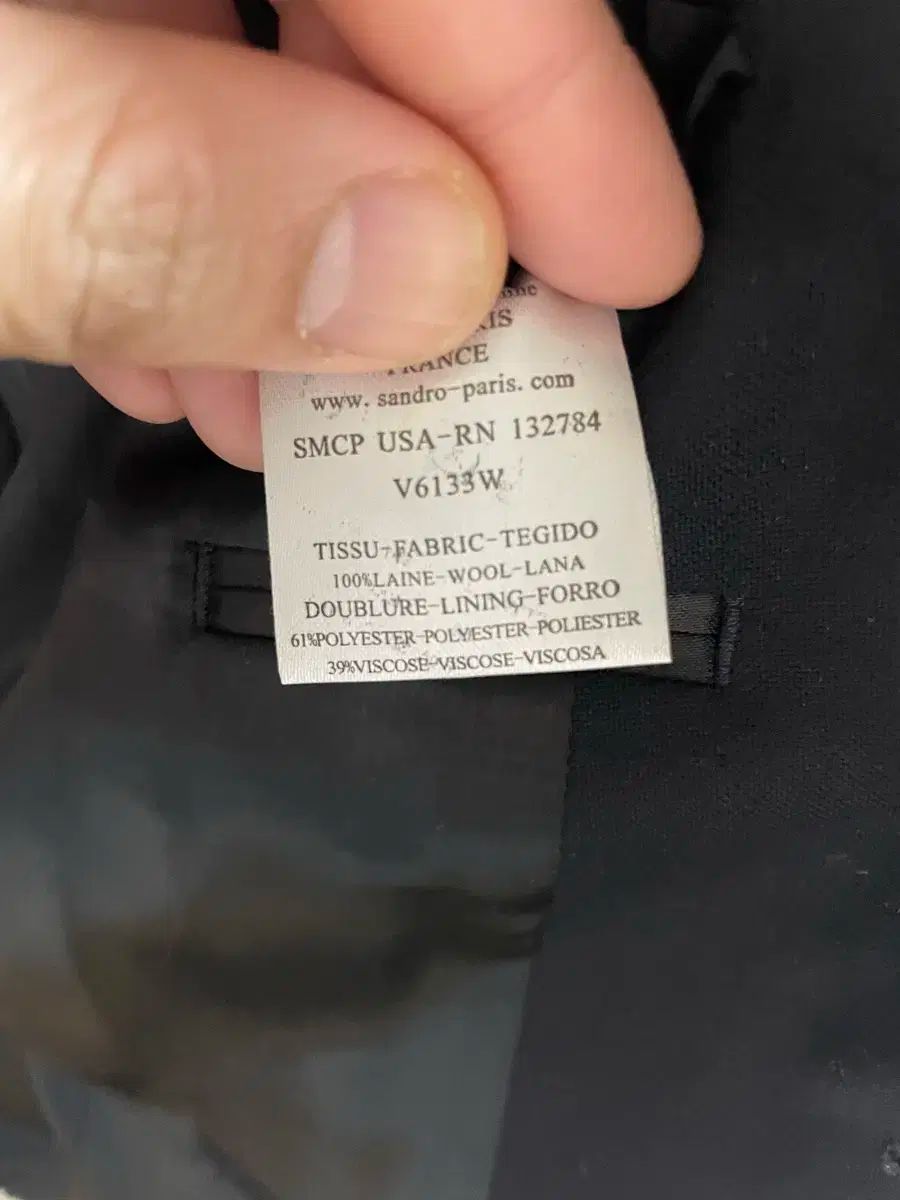 FRANCE
www. sandro-paris. com
SMCP USA-RN 132784
V6133W
TISSU-FABRIC-TEGIDO
100%LAINE-WOOL-LANA
DOUBLURE-LINING-FORRO
61%POLYESTER-POLYESTER-POLIESTER
39%VISCOSE-VISCOSE-VISCOSA